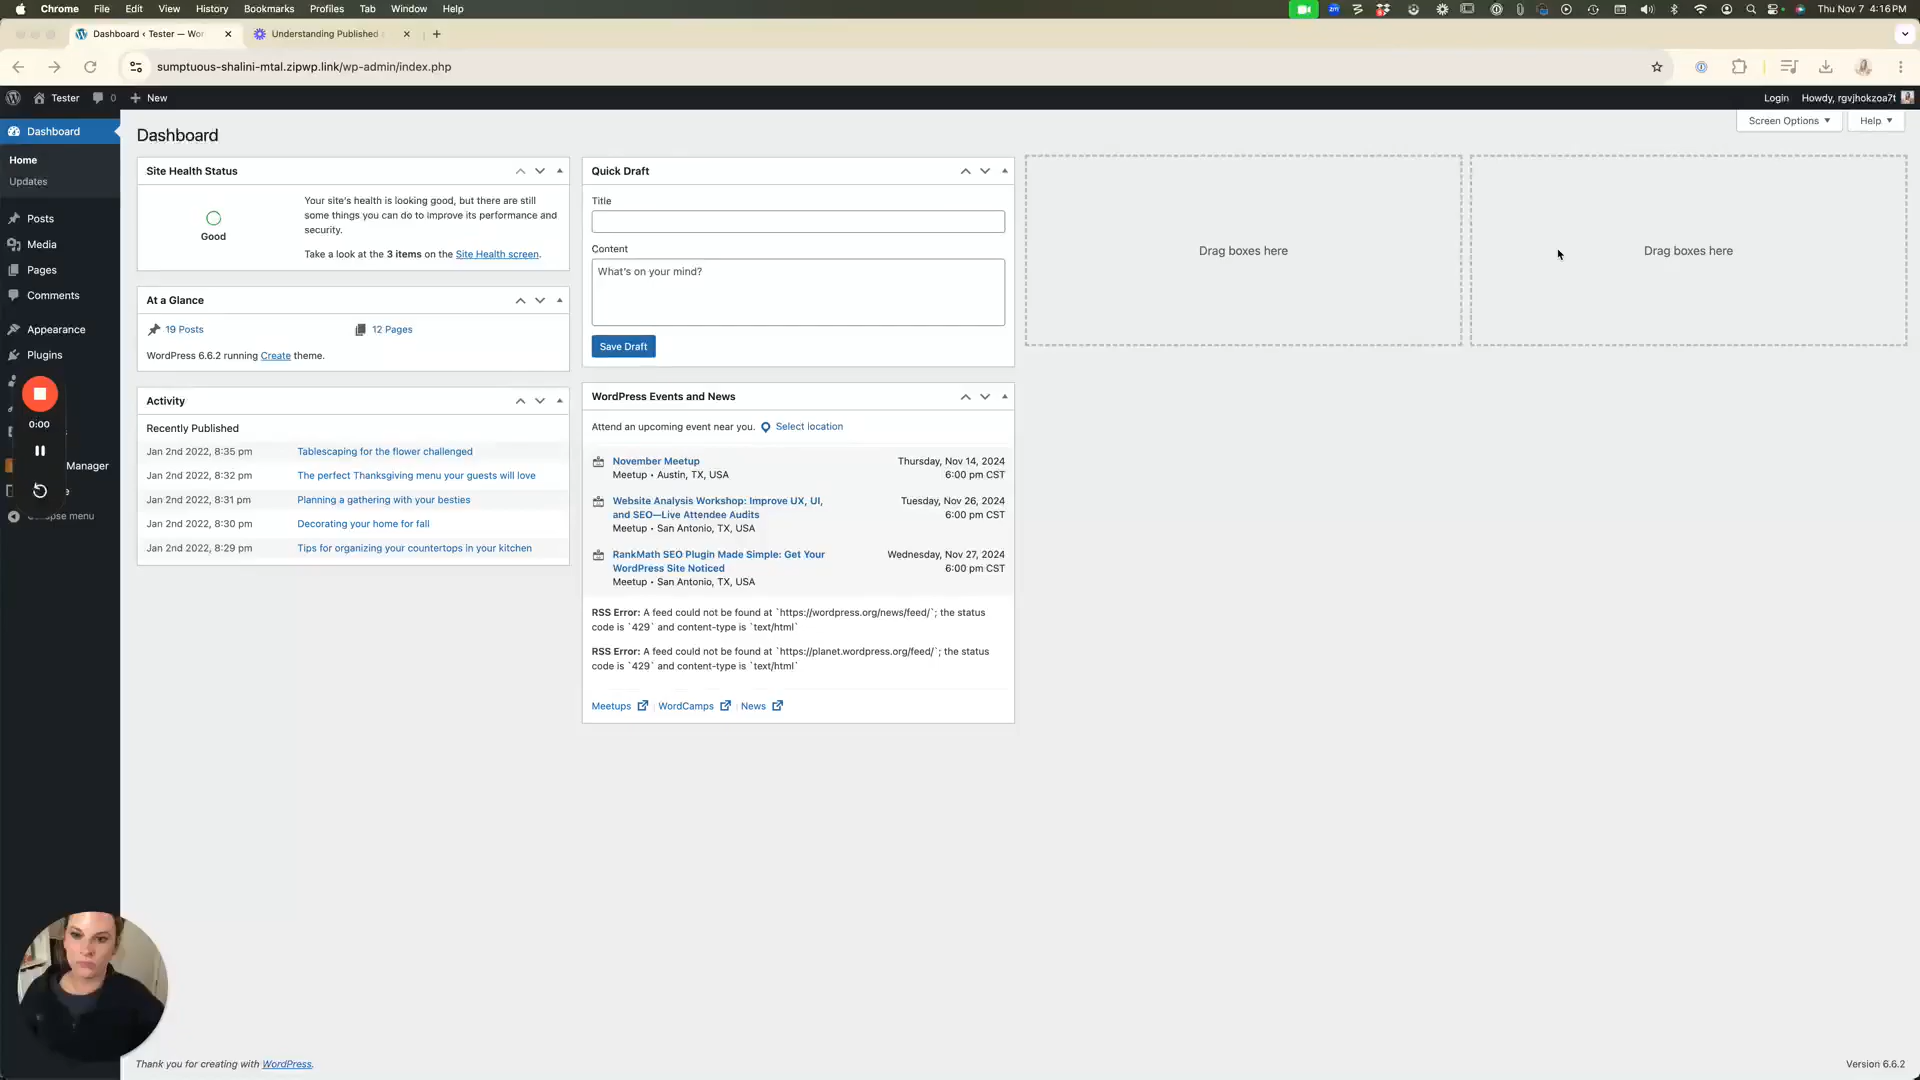 Chrome File Edit View History Bookmarks Profiles Tab Window Help Thu Nov 7 4:16 PM
Dashboard ‹ Tester — Wor Understanding Published
sumptuous-shalini-mtal.zipwp.link/wp-admin/index.php
Tester 0 New Login Howdy, rgvjhokzoa7t
Dashboard
Home
Updates
Posts
Media
Pages
Comments
Appearance
Plugins
0:00
Manager
Collapse menu
Dashboard
Screen Options Help
Site Health Status
Good
Your site's health is looking good, but there are still
some things you can do to improve its performance and
security.
Take a look at the 3 items on the Site Health screen.
At a Glance
19 Posts 12 Pages
WordPress 6.6.2 running Create theme.
Activity
Recently Published
Jan 2nd 2022, 8:35 pm Tablescaping for the flower challenged
Jan 2nd 2022, 8:32 pm The perfect Thanksgiving menu your guests will love
Jan 2nd 2022, 8:31 pm Planning a gathering with your besties
Jan 2nd 2022, 8:30 pm Decorating your home for fall
Jan 2nd 2022, 8:29 pm Tips for organizing your countertops in your kitchen
Quick Draft
Title
Content
What's on your mind?
Save Draft
WordPress Events and News
Attend an upcoming event near you. Select location
November Meetup Thursday, Nov 14, 2024
Meetup • Austin, TX, USA 6:00 pm CST
Website Analysis Workshop: Improve UX, UI, Tuesday, Nov 26, 2024
and SEO—Live Attendee Audits 6:00 pm CST
Meetup • San Antonio, TX, USA
RankMath SEO Plugin Made Simple: Get Your Wednesday, Nov 27, 2024
WordPress Site Noticed 6:00 pm CST
Meetup • San Antonio, TX, USA
RSS Error: A feed could not be found at `https://wordpress.org/news/feed/`; the status
code is `429` and content-type is `text/html`
RSS Error: A feed could not be found at `https://planet.wordpress.org/feed/`; the status
code is `429` and content-type is `text/html`
Meetups WordCamps News
Drag boxes here
Drag boxes here
Thank you for creating with WordPress.
Version 6.6.2